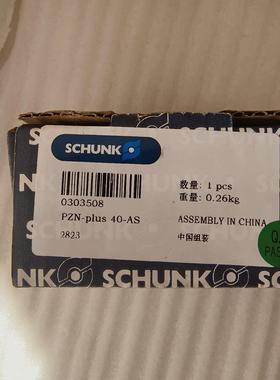 SCHUNK
0303508
PZN-plus 40-AS
2823
数量: 1 pcs
重量: 0.26kg
ASSEMBLY IN CHINA
中国组装
NK SCHUNK